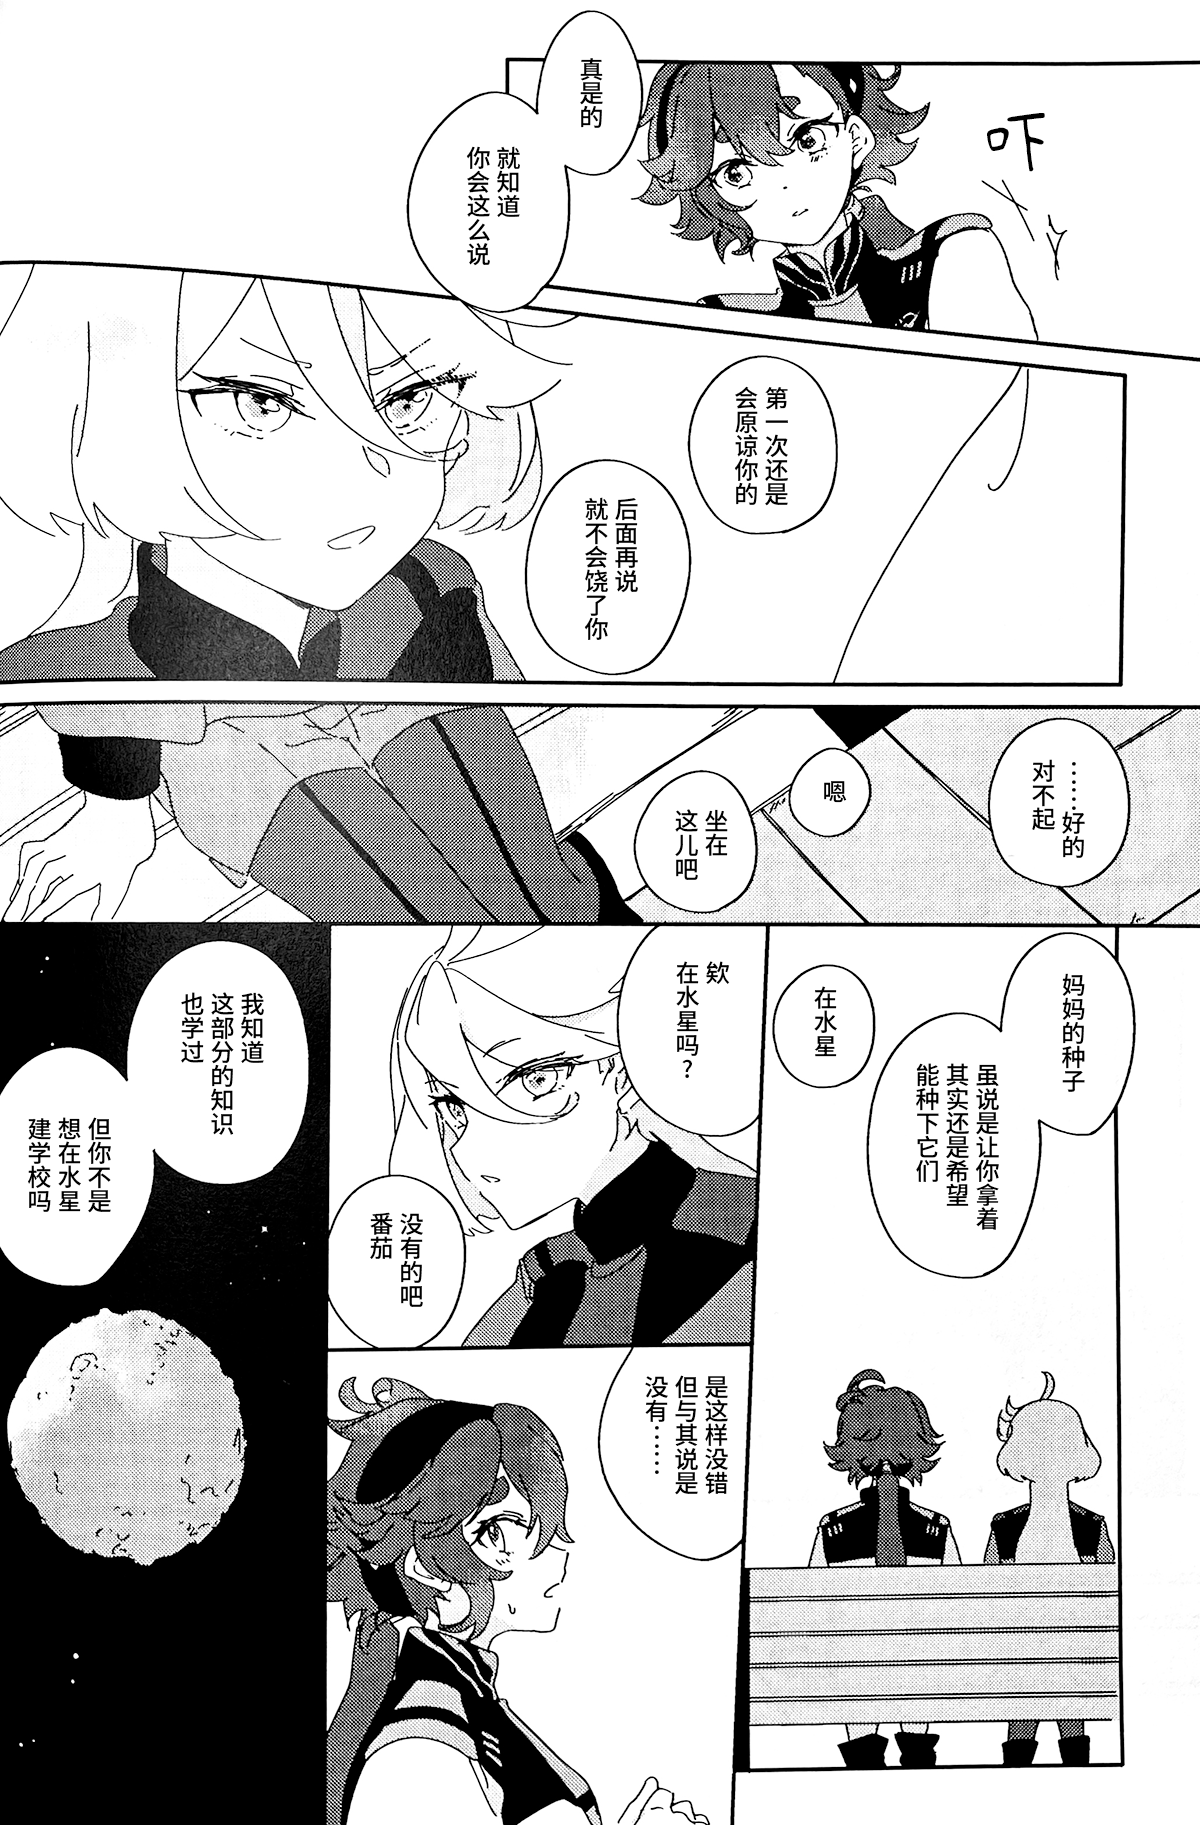 吓
真是的
就知道
你会这么说
第一次还是
会原谅你的
后面再说
就不会饶了你
……好的
对不起
嗯
坐在
这儿吧
妈妈的种子
虽说是让你拿着
其实还是希望
能种下它们
在水星
欸
在水星吗？
没有的吧
番茄
是这样没错
但与其说是
没有……
我知道
这部分的知识
也学过
但你不是
想在水星
建学校吗